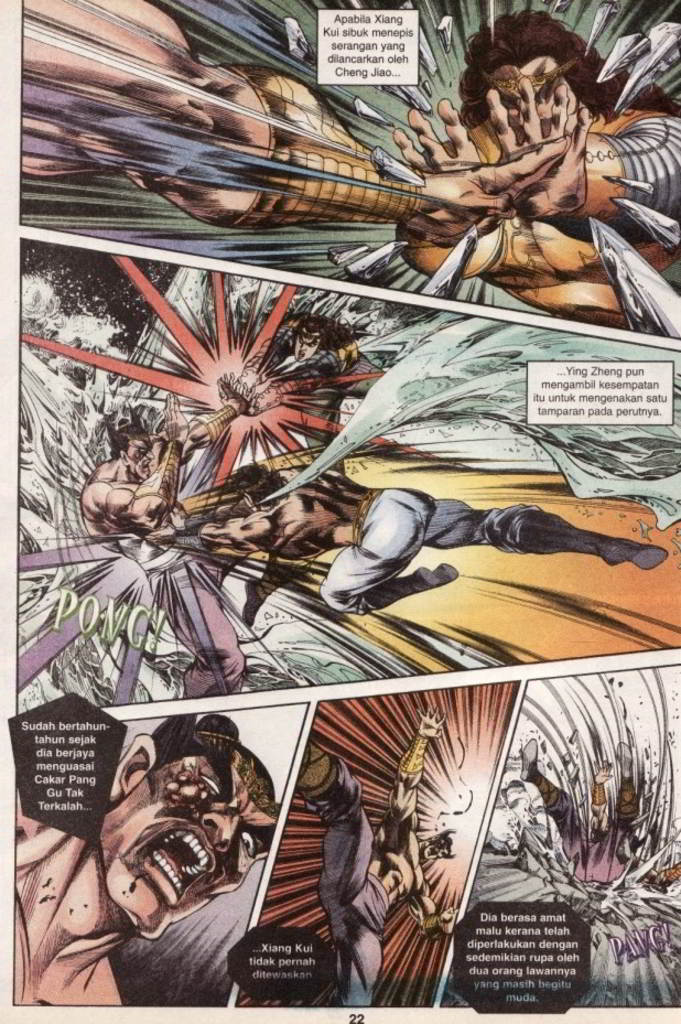 Apabila Xiang
Kui sibuk menepis
serangan yang
dilancarkan oleh
Cheng Jiao...
...Ying Zheng pun
mengambil kesempatan
itu untuk mengenakan satu
tamparan pada perutnya.
PONG!
Sudah bertahun-
tahun sejak
dia berjaya
menguasai
Cakar Pang
Gu Tak
Terkalah...
...Xiang Kui
tidak pernah
ditewaskan
Dia berasa amat
malu kerana telah
diperlakukan dengan
sedemikian rupa oleh
dua orang lawannya
yang masih begitu
muda.
PANG!
22